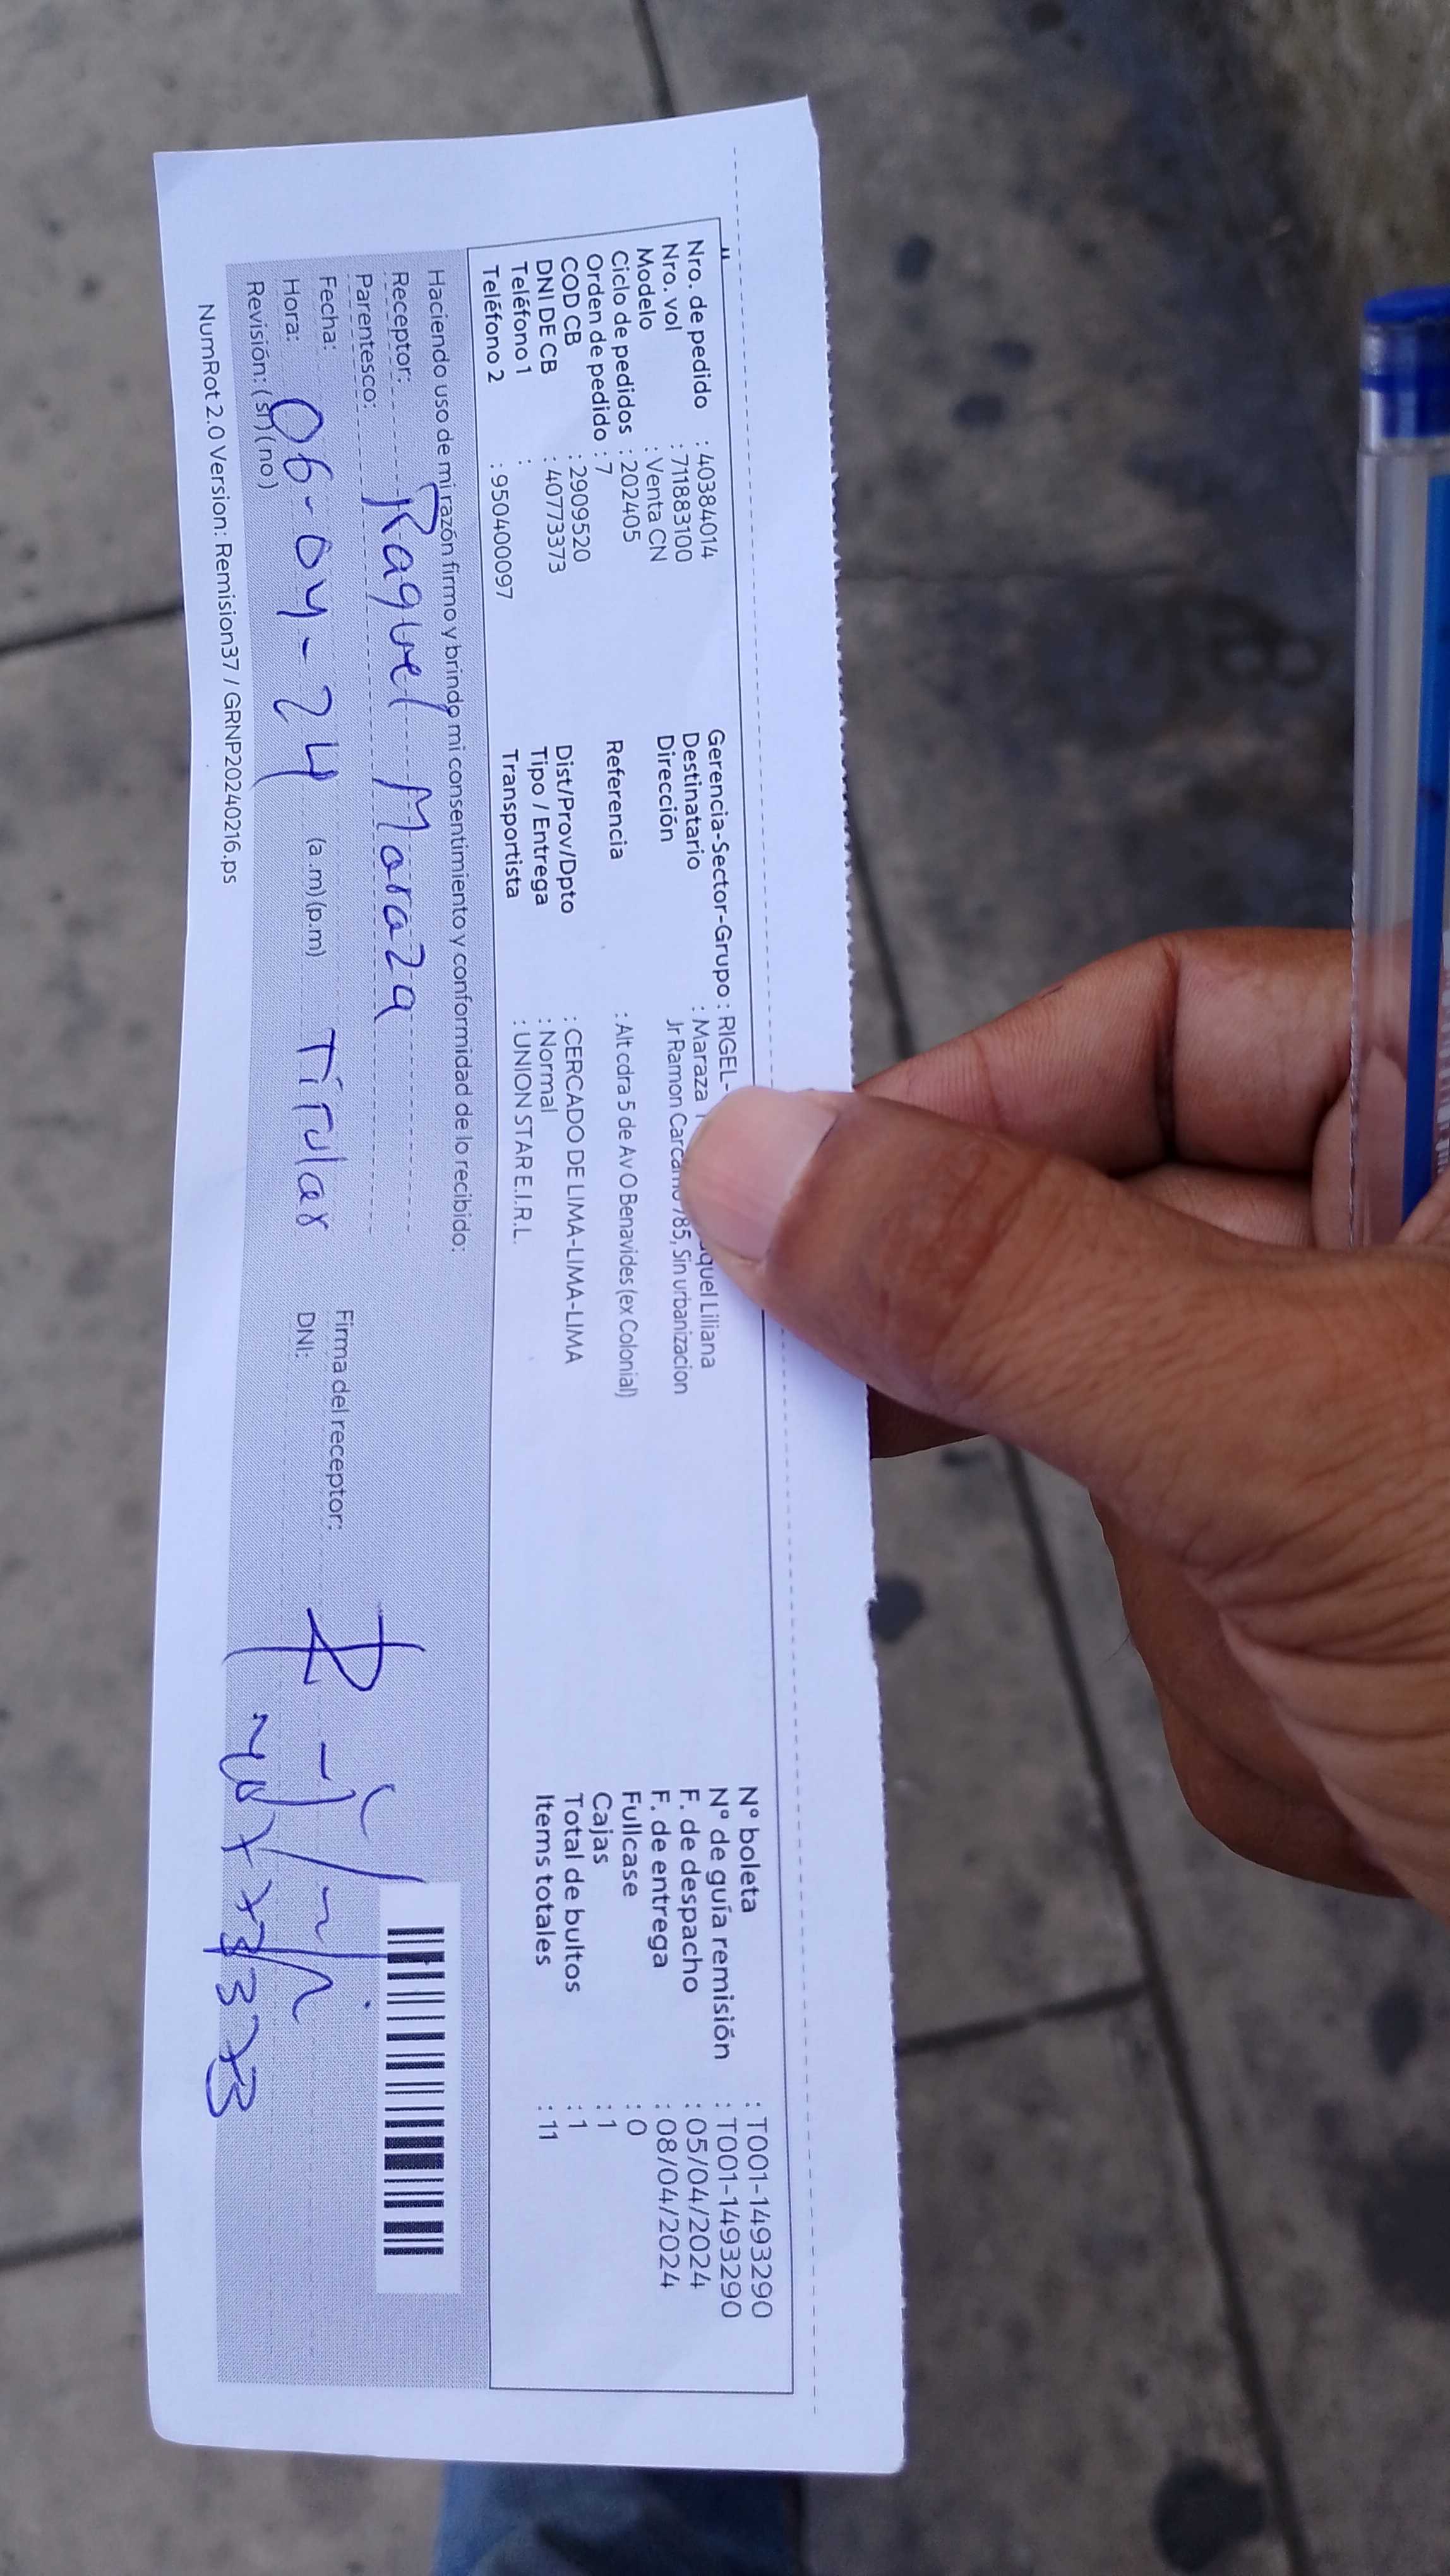 Nro. de pedido : 40384014
Nro. vol : 711883100
Modelo : Venta CN
Ciclo de pedidos : 202405
Orden de pedido : 7
COD CB : 2909520
DNI DE CB : 40773373
Teléfono 1 :
Teléfono 2 : 950400097
Gerencia-Sector-Grupo : RIGEL-
Destinatario : Maraza quel Liliana
Dirección Jr Ramon Carcamo 785, Sin urbanizacion
Referencia : Alt cdra 5 de Av O Benavides (ex Colonial)
Dist/Prov/Dpto : CERCADO DE LIMA-LIMA-LIMA
Tipo / Entrega : Normal
Transportista : UNION STAR E.I.R.L.
N° boleta : T001-1493290
N° de guía remisión : T001-1493290
F. de despacho : 05/04/2024
F. de entrega : 08/04/2024
Fullcase : 0
Cajas : 1
Total de bultos : 1
Items totales : 11
Haciendo uso de mi razón firmo y brindo mi consentimiento y conformidad de lo recibido:
Receptor: Raquel Maraza
Parentesco: Titular
Fecha: 06-04-24
Hora: (a.m)(p.m)
Revisión: (si)(no)
Firma del receptor:
DNI: 40773373
NumRot 2.0 Version: Remision37 / GRNP20240216.ps